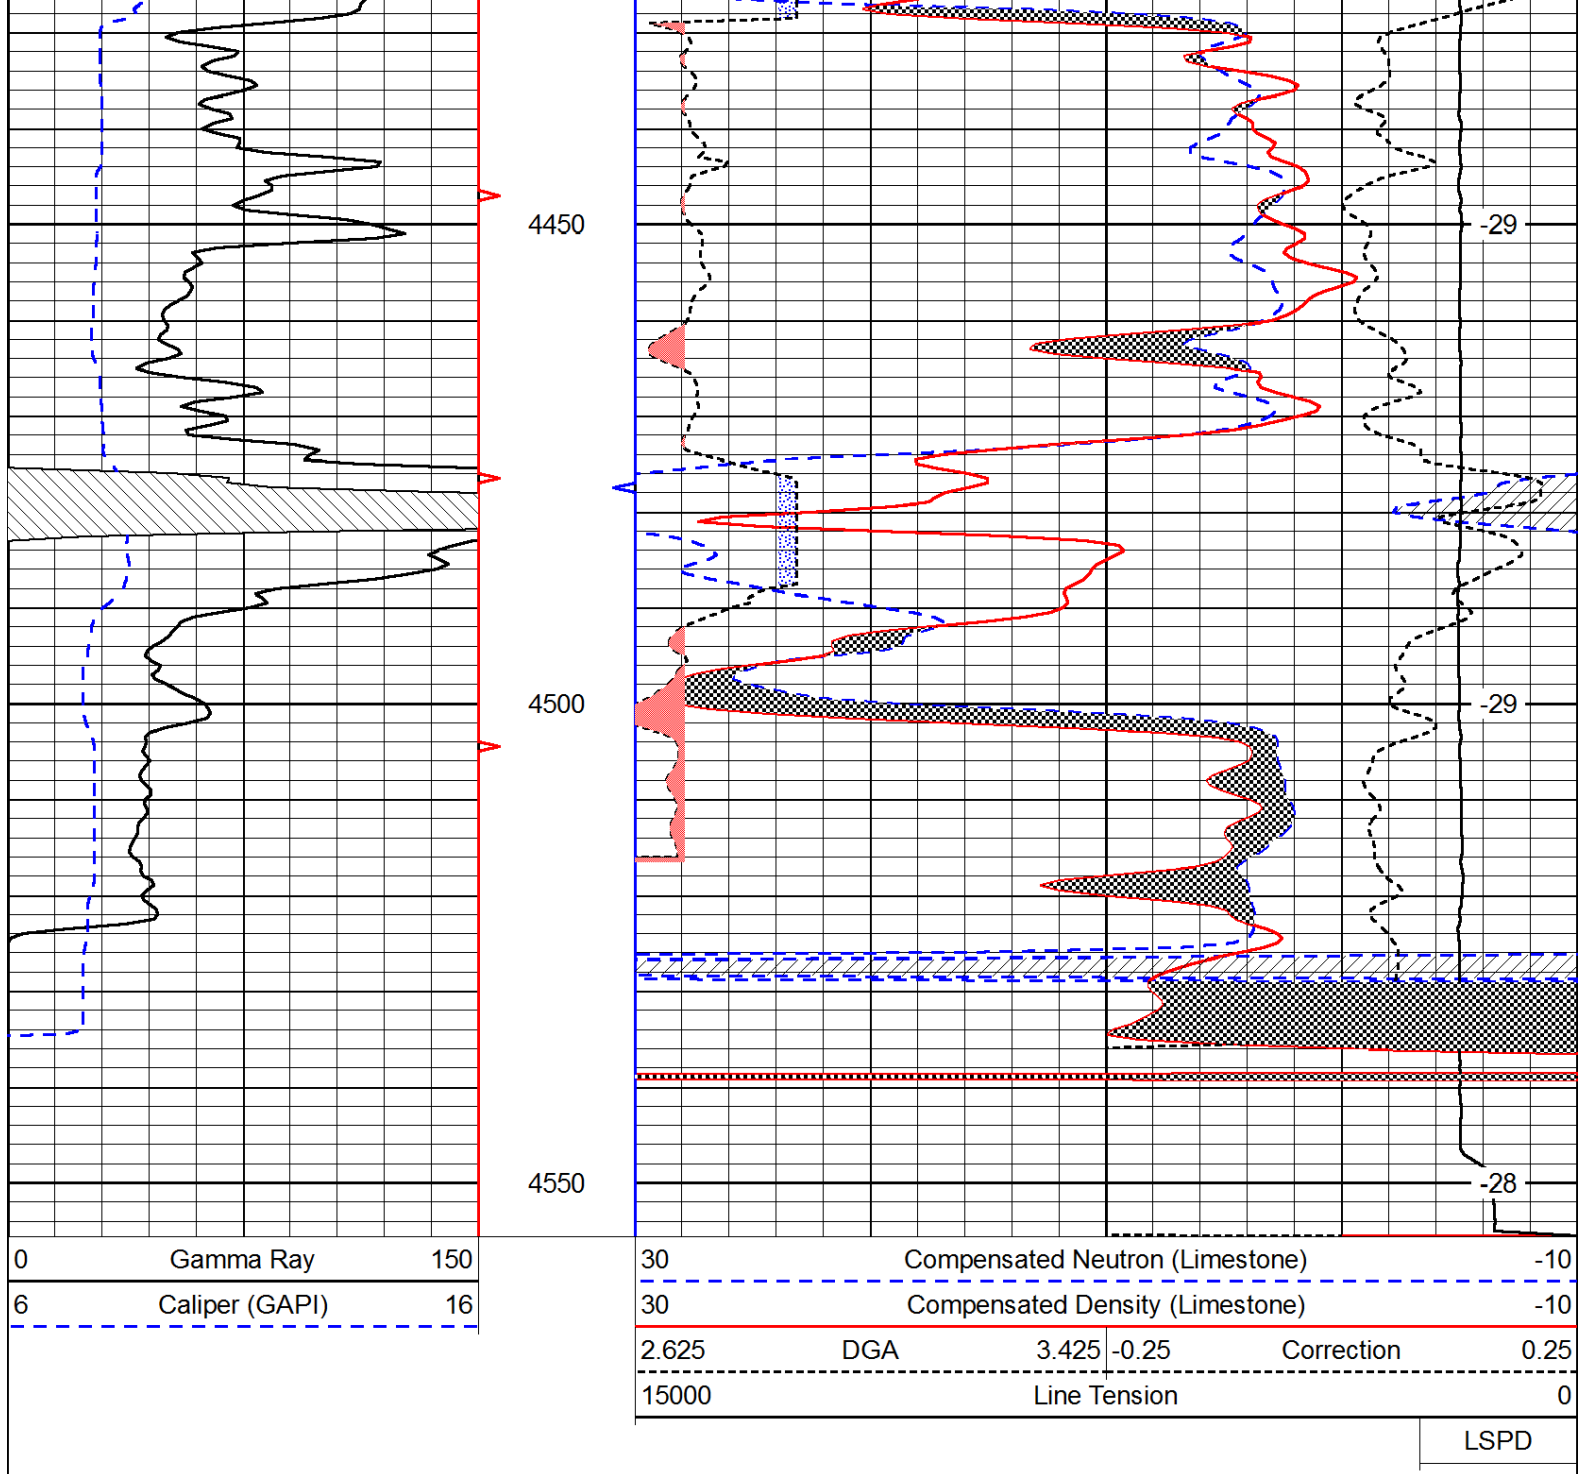 4450 -29
4500 -29
4550 -28
0 Gamma Ray 150
6 Caliper (GAPI) 16
30 Compensated Neutron (Limestone) -10
30 Compensated Density (Limestone) -10
2.625 DGA 3.425 -0.25 Correction 0.25
15000 Line Tension 0
LSPD